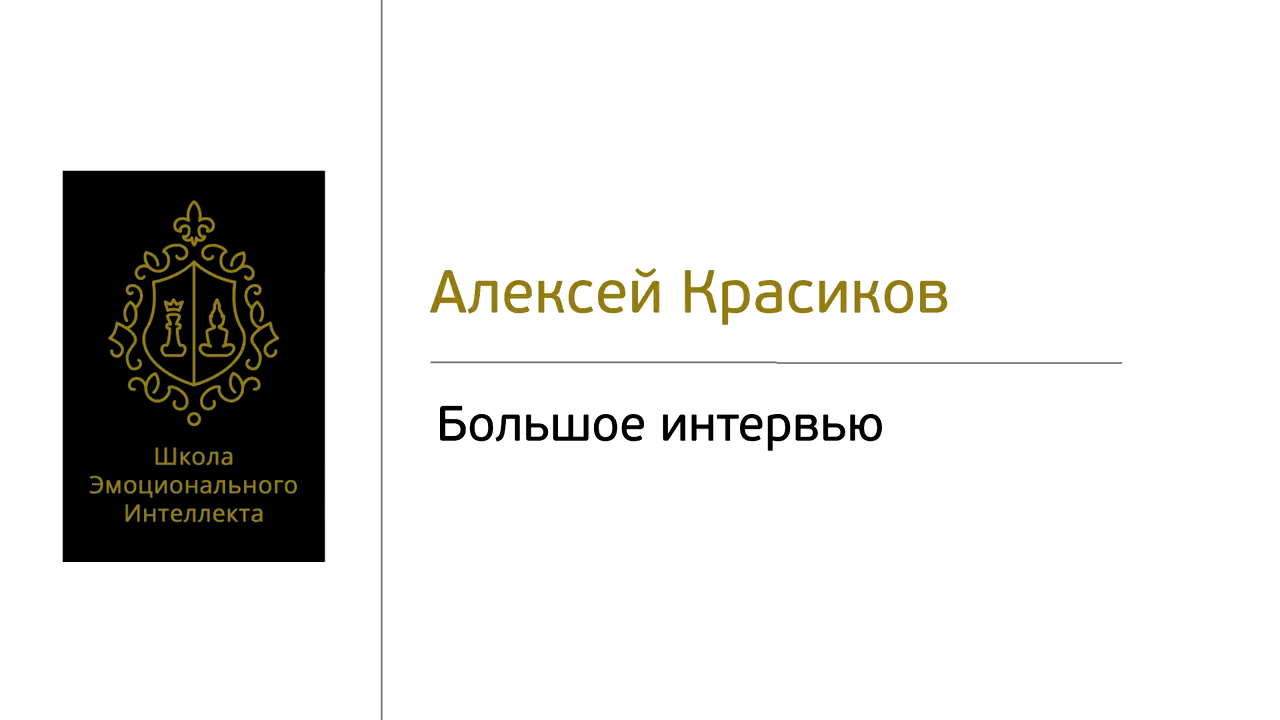 Школа
Эмоционального
Интеллекта
Алексей Красиков
Большое интервью